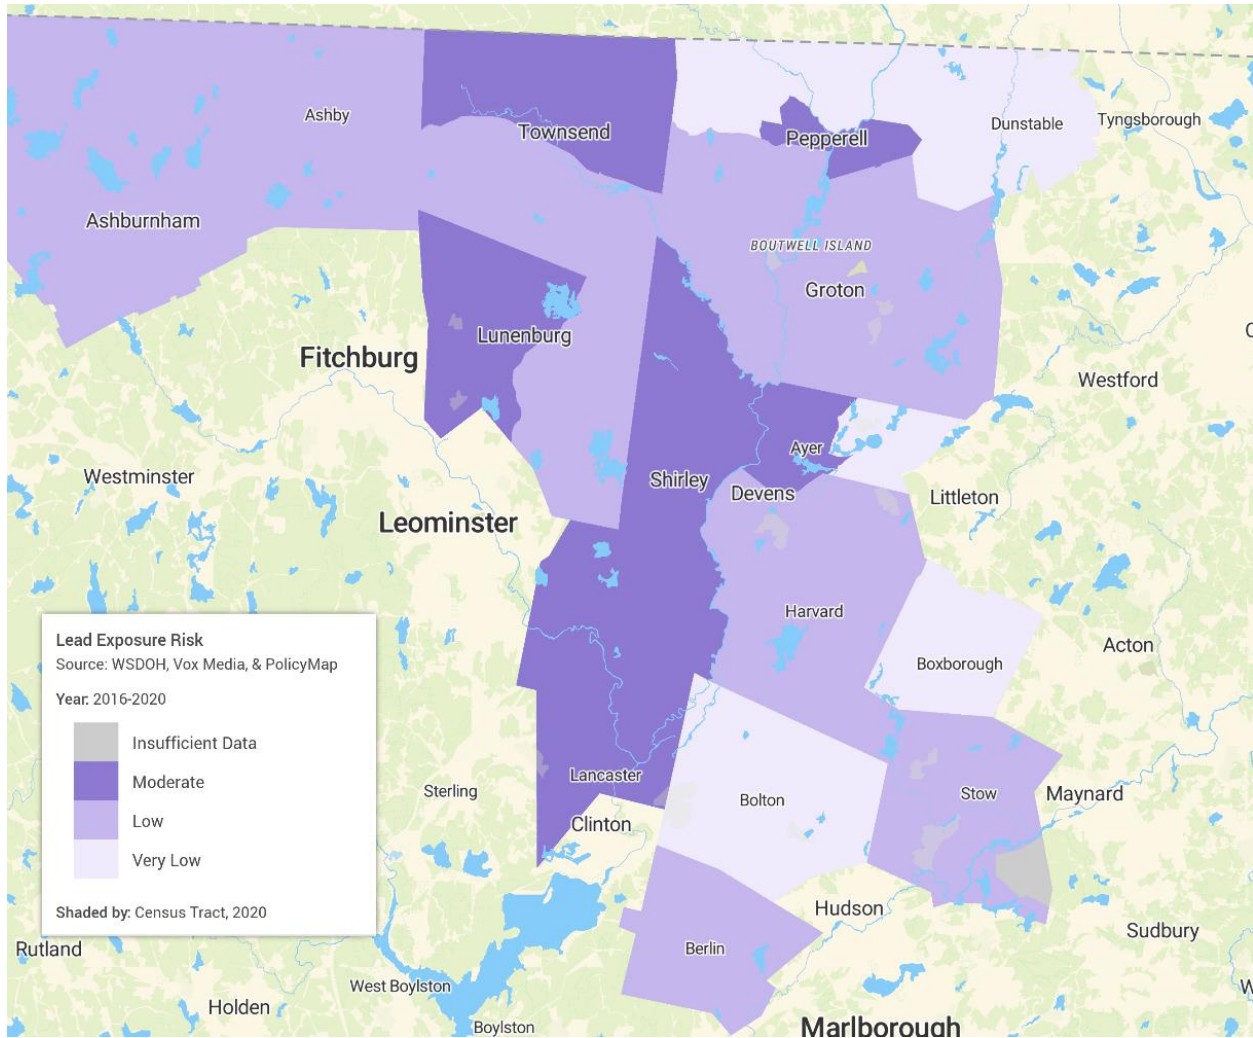 Ashby
Townsend
Pepperell
Dunstable
Tyngsborough
Ashburnham
BOUTWELL ISLAND
Groton
Lunenburg
Fitchburg
Westford
Ayer
Westminster
Shirley
Devens
Littleton
Leominster
Harvard
Boxborough
Acton
Lead Exposure Risk
Source: WSDOH, Vox Media, & PolicyMap
Year: 2016-2020
Insufficient Data
Moderate
Low
Very Low
Shaded by: Census Tract, 2020
Lancaster
Sterling
Bolton
Stow
Maynard
Clinton
Hudson
Sudbury
Rutland
Berlin
West Boylston
Holden
Boylston
Marlborough